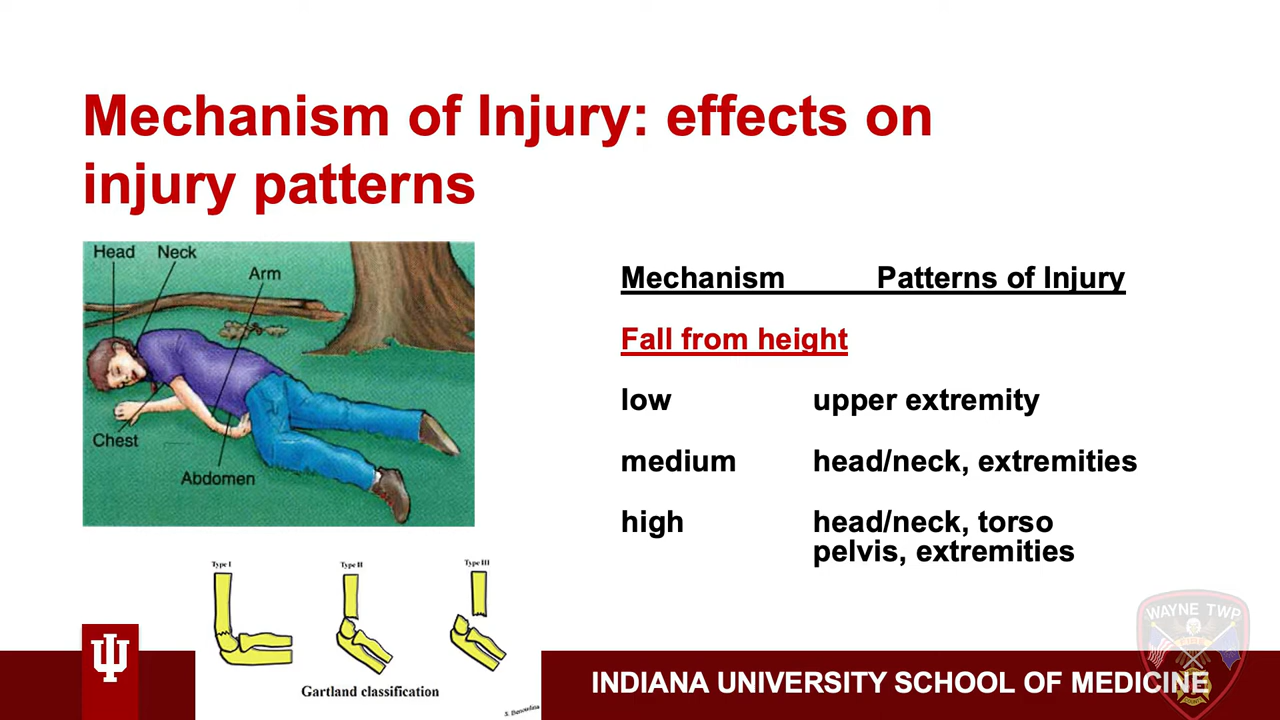 Mechanism of Injury: effects on
injury patterns
Head Neck
Arm
Chest
Abdomen
Mechanism Patterns of Injury
Fall from height
low upper extremity
medium head/neck, extremities
high head/neck, torso
pelvis, extremities
Type I Type II Type III
Gartland classification
INDIANA UNIVERSITY SCHOOL OF MEDICINE
WAYNE TWP